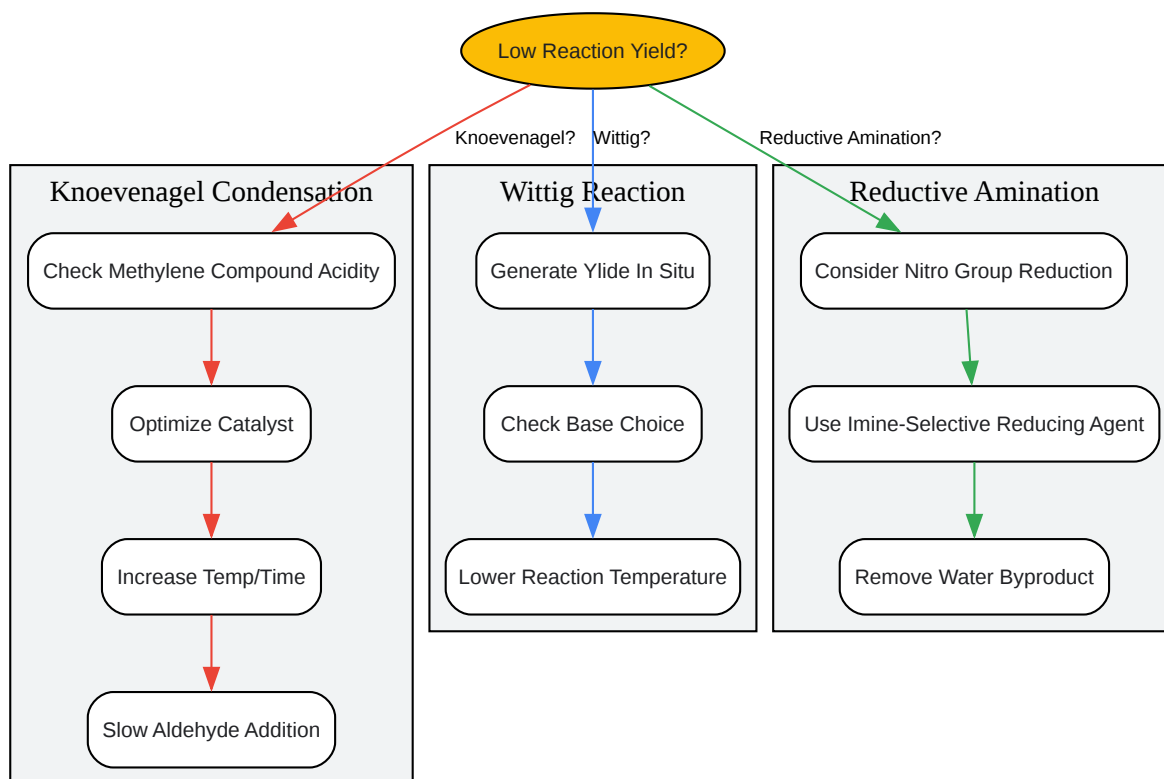 Low Reaction Yield?
Knoevenagel?
Wittig?
Reductive Amination?
Knoevenagel Condensation
Check Methylene Compound Acidity
Optimize Catalyst
Increase Temp/Time
Slow Aldehyde Addition
Wittig Reaction
Generate Ylide In Situ
Check Base Choice
Lower Reaction Temperature
Reductive Amination
Consider Nitro Group Reduction
Use Imine-Selective Reducing Agent
Remove Water Byproduct